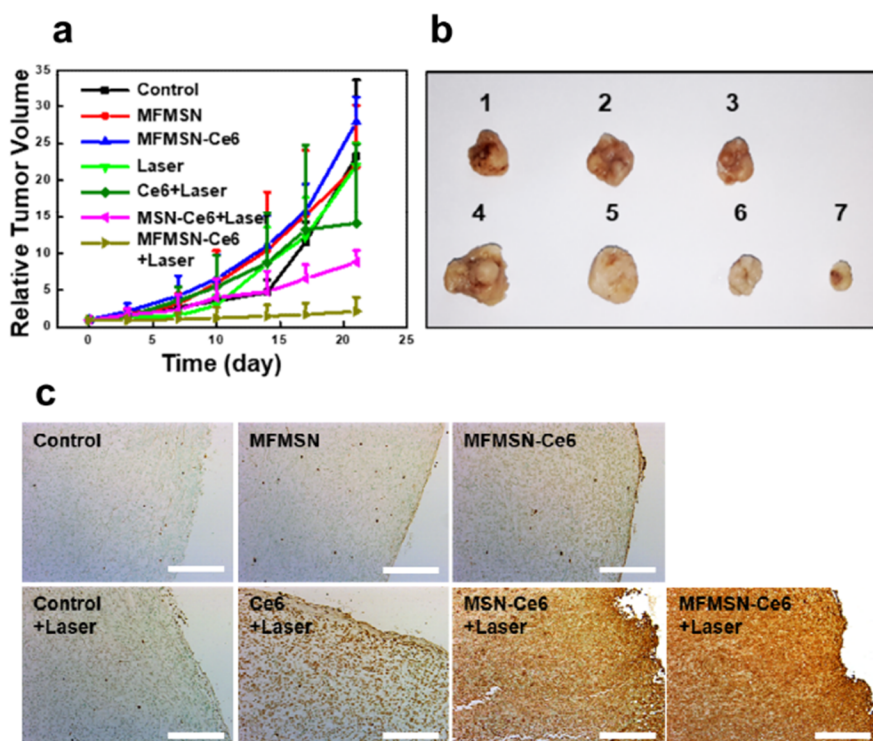 a
Relative Tumor Volume
35
30
25
20
15
10
5
0
Control
MFMSN
MFMSN-Ce6
Laser
Ce6+Laser
MSN-Ce6+Laser
MFMSN-Ce6
+Laser
0
5
10
15
20
25
Time (day)
b
1
2
3
4
5
6
7
c
Control
MFMSN
MFMSN-Ce6
Control
+Laser
Ce6
+Laser
MSN-Ce6
+Laser
MFMSN-Ce6
+Laser